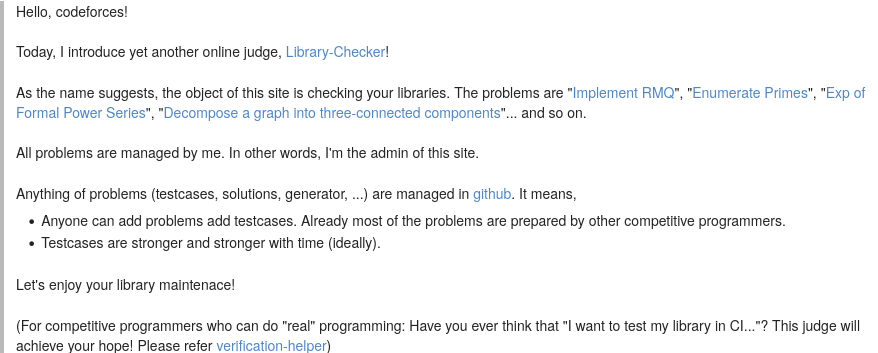 Hello, codeforces!
Today, I introduce yet another online judge, Library-Checker!
As the name suggests, the object of this site is checking your libraries. The problems are "Implement RMQ", "Enumerate Primes", "Exp of
Formal Power Series", "Decompose a graph into three-connected components"... and so on.
All problems are managed by me. In other words, I'm the admin of this site.
Anything of problems (testcases, solutions, generator, ...) are managed in github. It means,
• Anyone can add problems add testcases. Already most of the problems are prepared by other competitive programmers.
• Testcases are stronger and stronger with time (ideally).
Let's enjoy your library maintenace!
(For competitive programmers who can do "real" programming: Have you ever think that "I want to test my library in CI..."? This judge will
achieve your hope! Please refer verification-helper)